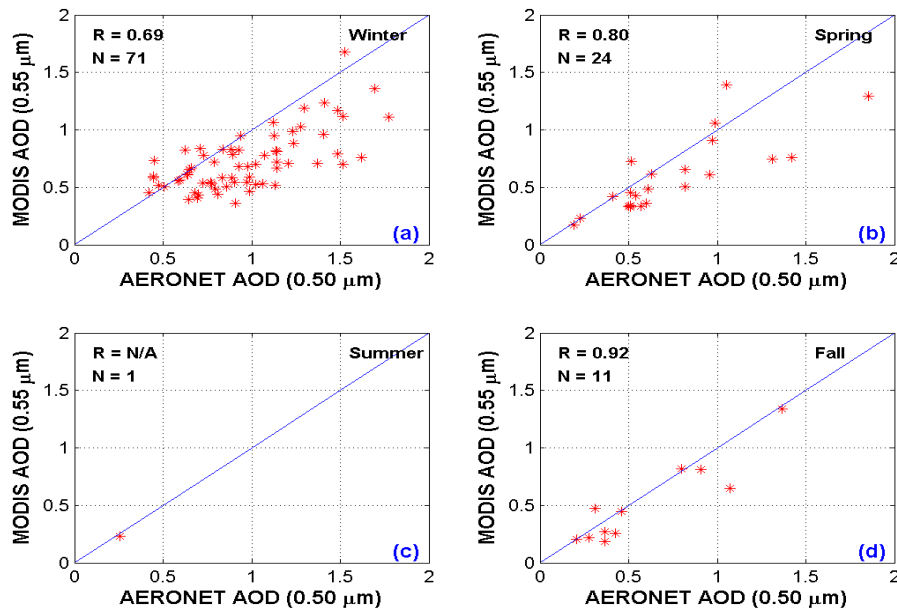 R = 0.69
N = 71
Winter
(a)
2
1.5
1
0.5
0
0
0.5
1
1.5
2
MODIS AOD (0.55 μm)
AERONET AOD (0.50 μm)
R = 0.80
N = 24
Spring
(b)
2
1.5
1
0.5
0
0
0.5
1
1.5
2
MODIS AOD (0.55 μm)
AERONET AOD (0.50 μm)
R = N/A
N = 1
Summer
(c)
2
1.5
1
0.5
0
0
0.5
1
1.5
2
MODIS AOD (0.55 μm)
AERONET AOD (0.50 μm)
R = 0.92
N = 11
Fall
(d)
2
1.5
1
0.5
0
0
0.5
1
1.5
2
MODIS AOD (0.55 μm)
AERONET AOD (0.50 μm)